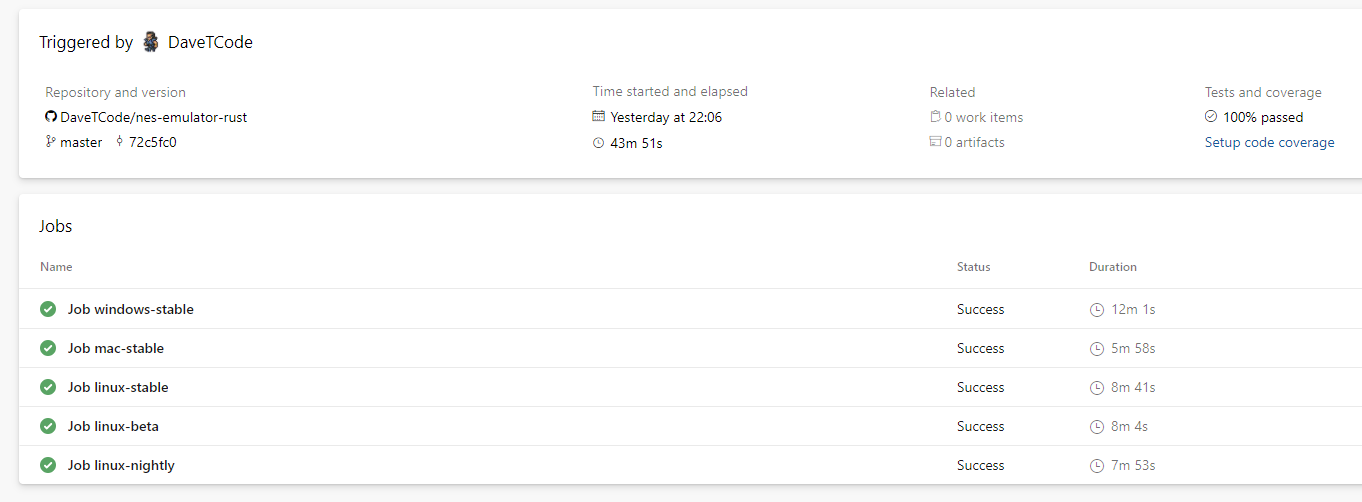 Triggered by DaveTCode
Repository and version Time started and elapsed Related Tests and coverage
DaveTCode/nes-emulator-rust Yesterday at 22:06 0 work items 100% passed
master 72c5fc0 43m 51s 0 artifacts Setup code coverage
Jobs
Name Status Duration
Job windows-stable Success 12m 1s
Job mac-stable Success 5m 58s
Job linux-stable Success 8m 41s
Job linux-beta Success 8m 4s
Job linux-nightly Success 7m 53s